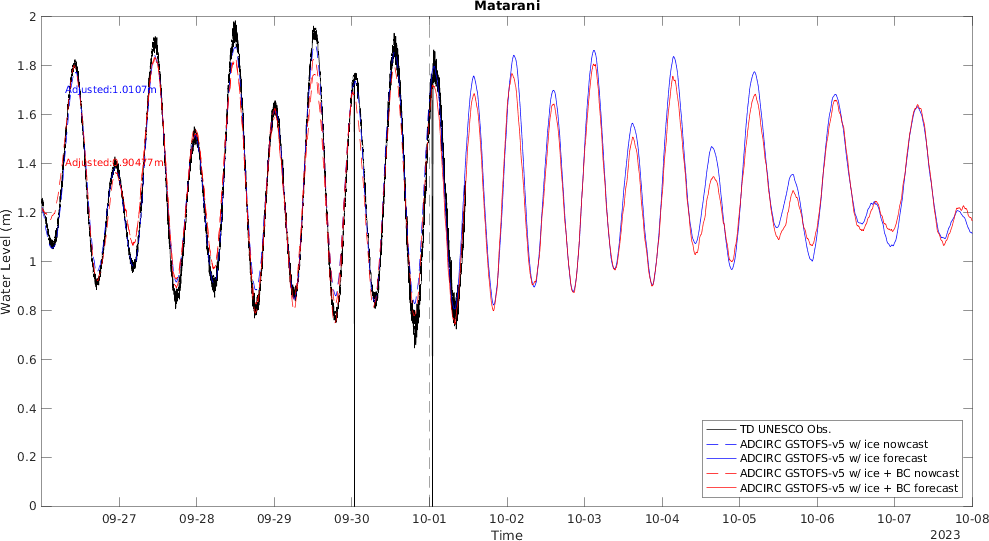 Matarani
2
1.8
1.6
1.4
1.2
1
0.8
0.6
0.4
0.2
0
Water Level (m)
Adjusted:1.0107m
Adjusted:0.90477m
TD UNESCO Obs.
ADCIRC GSTOFS-v5 w/ ice nowcast
ADCIRC GSTOFS-v5 w/ ice forecast
ADCIRC GSTOFS-v5 w/ ice + BC nowcast
ADCIRC GSTOFS-v5 w/ ice + BC forecast
09-27 09-28 09-29 09-30 10-01 10-02 10-03 10-04 10-05 10-06 10-07 10-08
Time
2023